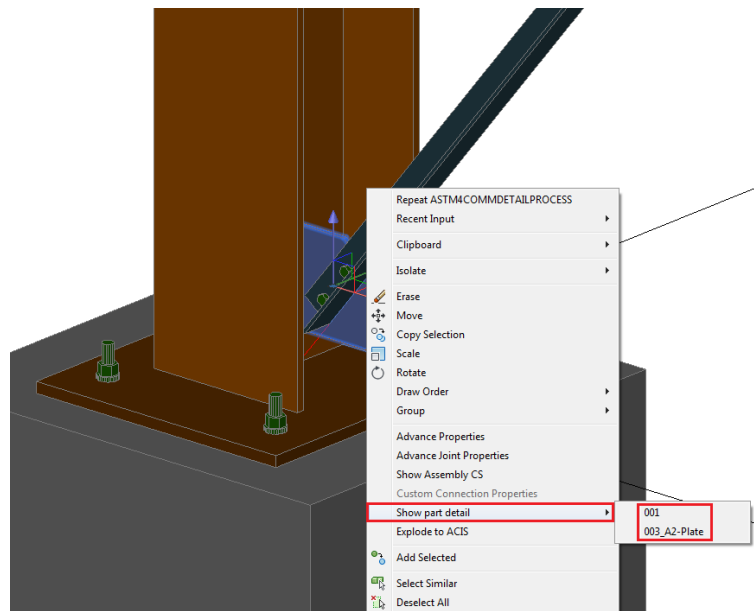 Repeat ASTM4COMMDETAILPROCESS
Recent Input
Clipboard
Isolate
Erase
Move
Copy Selection
Scale
Rotate
Draw Order
Group
Advance Properties
Advance Joint Properties
Show Assembly CS
Custom Connection Properties
Show part detail
001
003_A2-Plate
Explode to ACIS
Add Selected
Select Similar
Deselect All